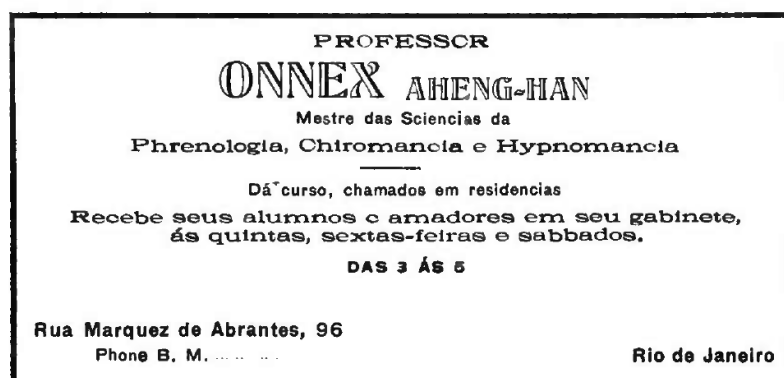 PROFESSOR
ONNEX AHENG-HAN
Mestre das Sciencias da
Phrenologia, Chiromancia e Hypnomancia
Dá curso, chamados em residencias
Recebe seus alumnos e amadores em seu gabinete,
ás quintas, sextas-feiras e sabbados.
DAS 3 ÁS 5
Rua Marquez de Abrantes, 96
Phone B. M. ..... ..
Rio de Janeiro